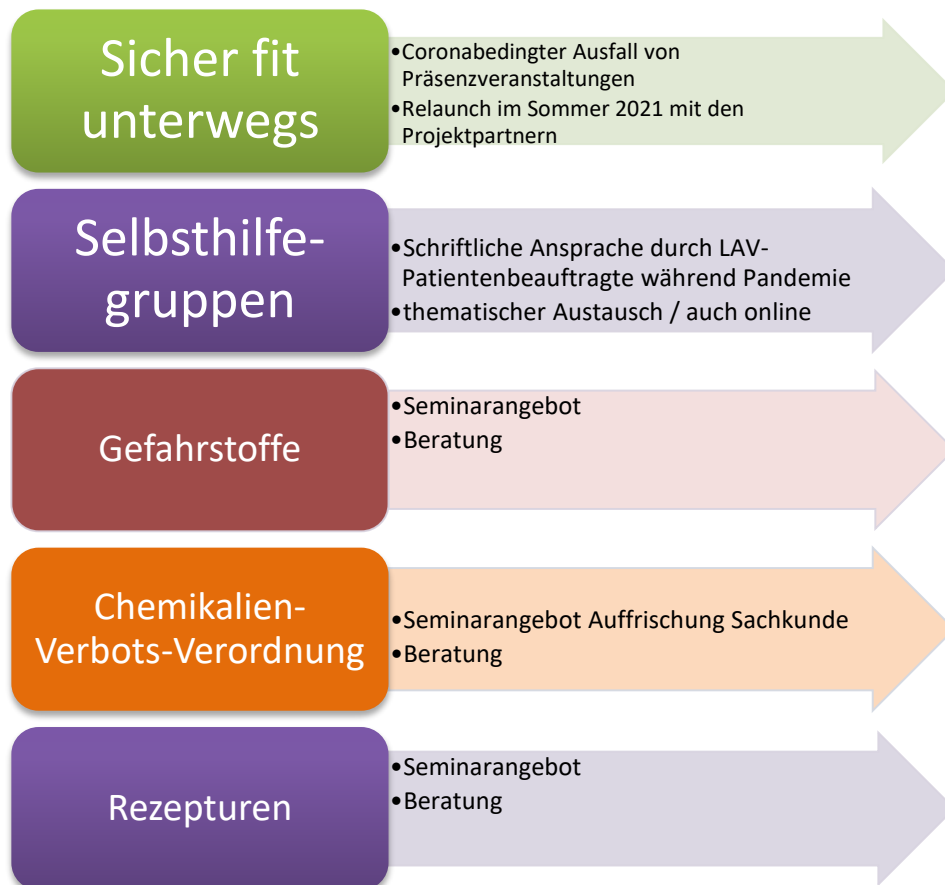 Sicher fit
unterwegs
•Coronabedingter Ausfall von
Präsenzveranstaltungen
•Relaunch im Sommer 2021 mit den
Projektpartnern
Selbsthilfe-
gruppen
•Schriftliche Ansprache durch LAV-
Patientenbeauftragte während Pandemie
•thematischer Austausch / auch online
Gefahrstoffe
•Seminarangebot
•Beratung
Chemikalien-
Verbots-Verordnung
•Seminarangebot Auffrischung Sachkunde
•Beratung
Rezepturen
•Seminarangebot
•Beratung